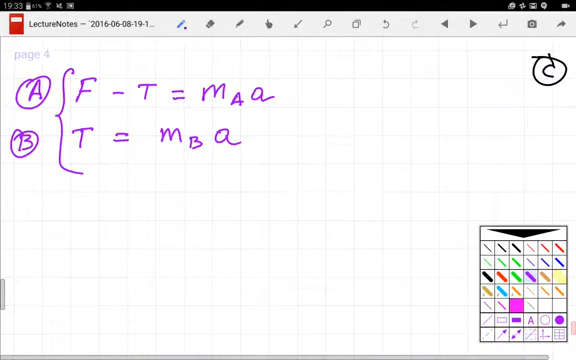 19:33
61%
LectureNotes — `2016-06-08-19-1...
page 4
C
A F - T = mA a
B T = mB a
A